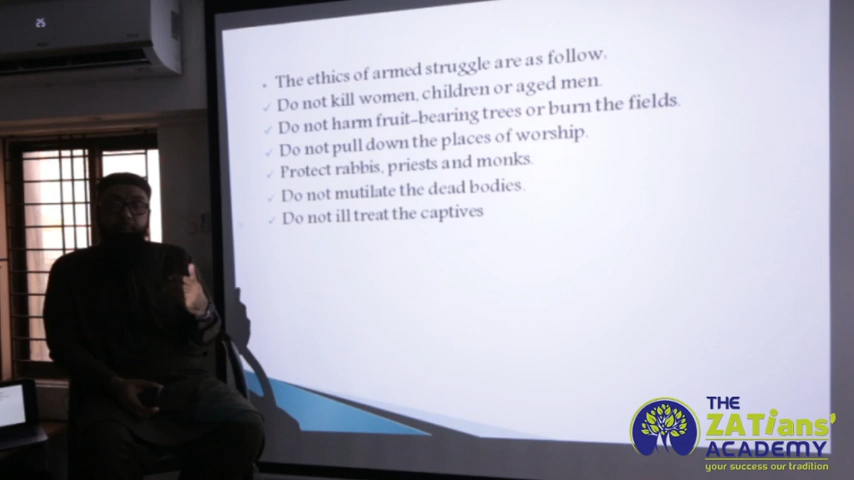 The ethics of armed struggle are as follow.
Do not kill women, children or aged men.
Do not harm fruit-bearing trees or burn the fields.
Do not pull down the places of worship.
Protect rabbis, priests and monks.
Do not mutilate the dead bodies.
Do not ill treat the captives
THE
ZATians'
ACADEMY
your success our tradition